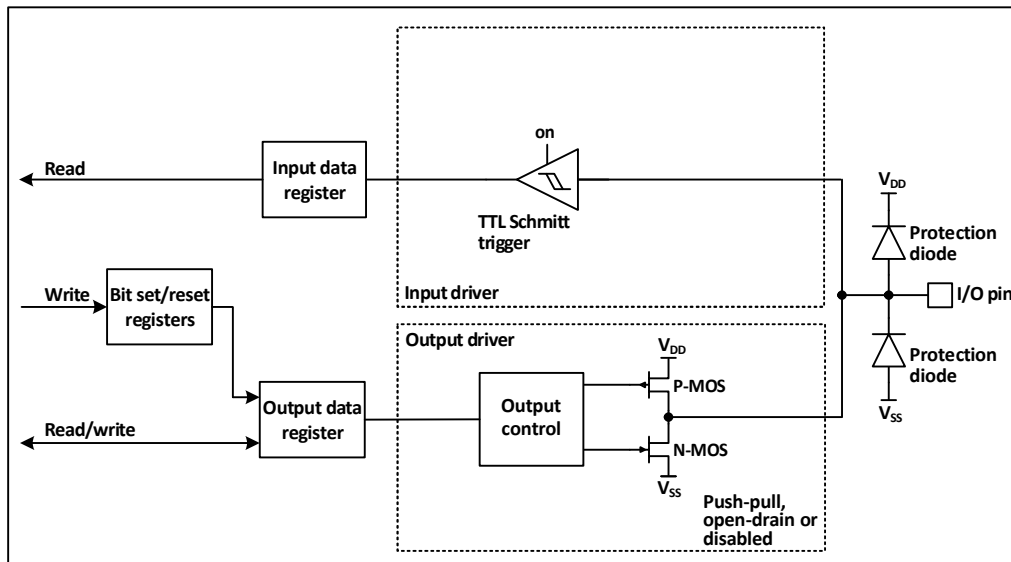 on
Read
Input data
register
TTL Schmitt
trigger
VDD
Protection
diode
Write
Bit set/reset
registers
Input driver
I/O pin
Output driver
VDD
P-MOS
Protection
diode
Output data
register
Output
control
Read/write
N-MOS
VSS
VSS
Push-pull,
open-drain or
disabled